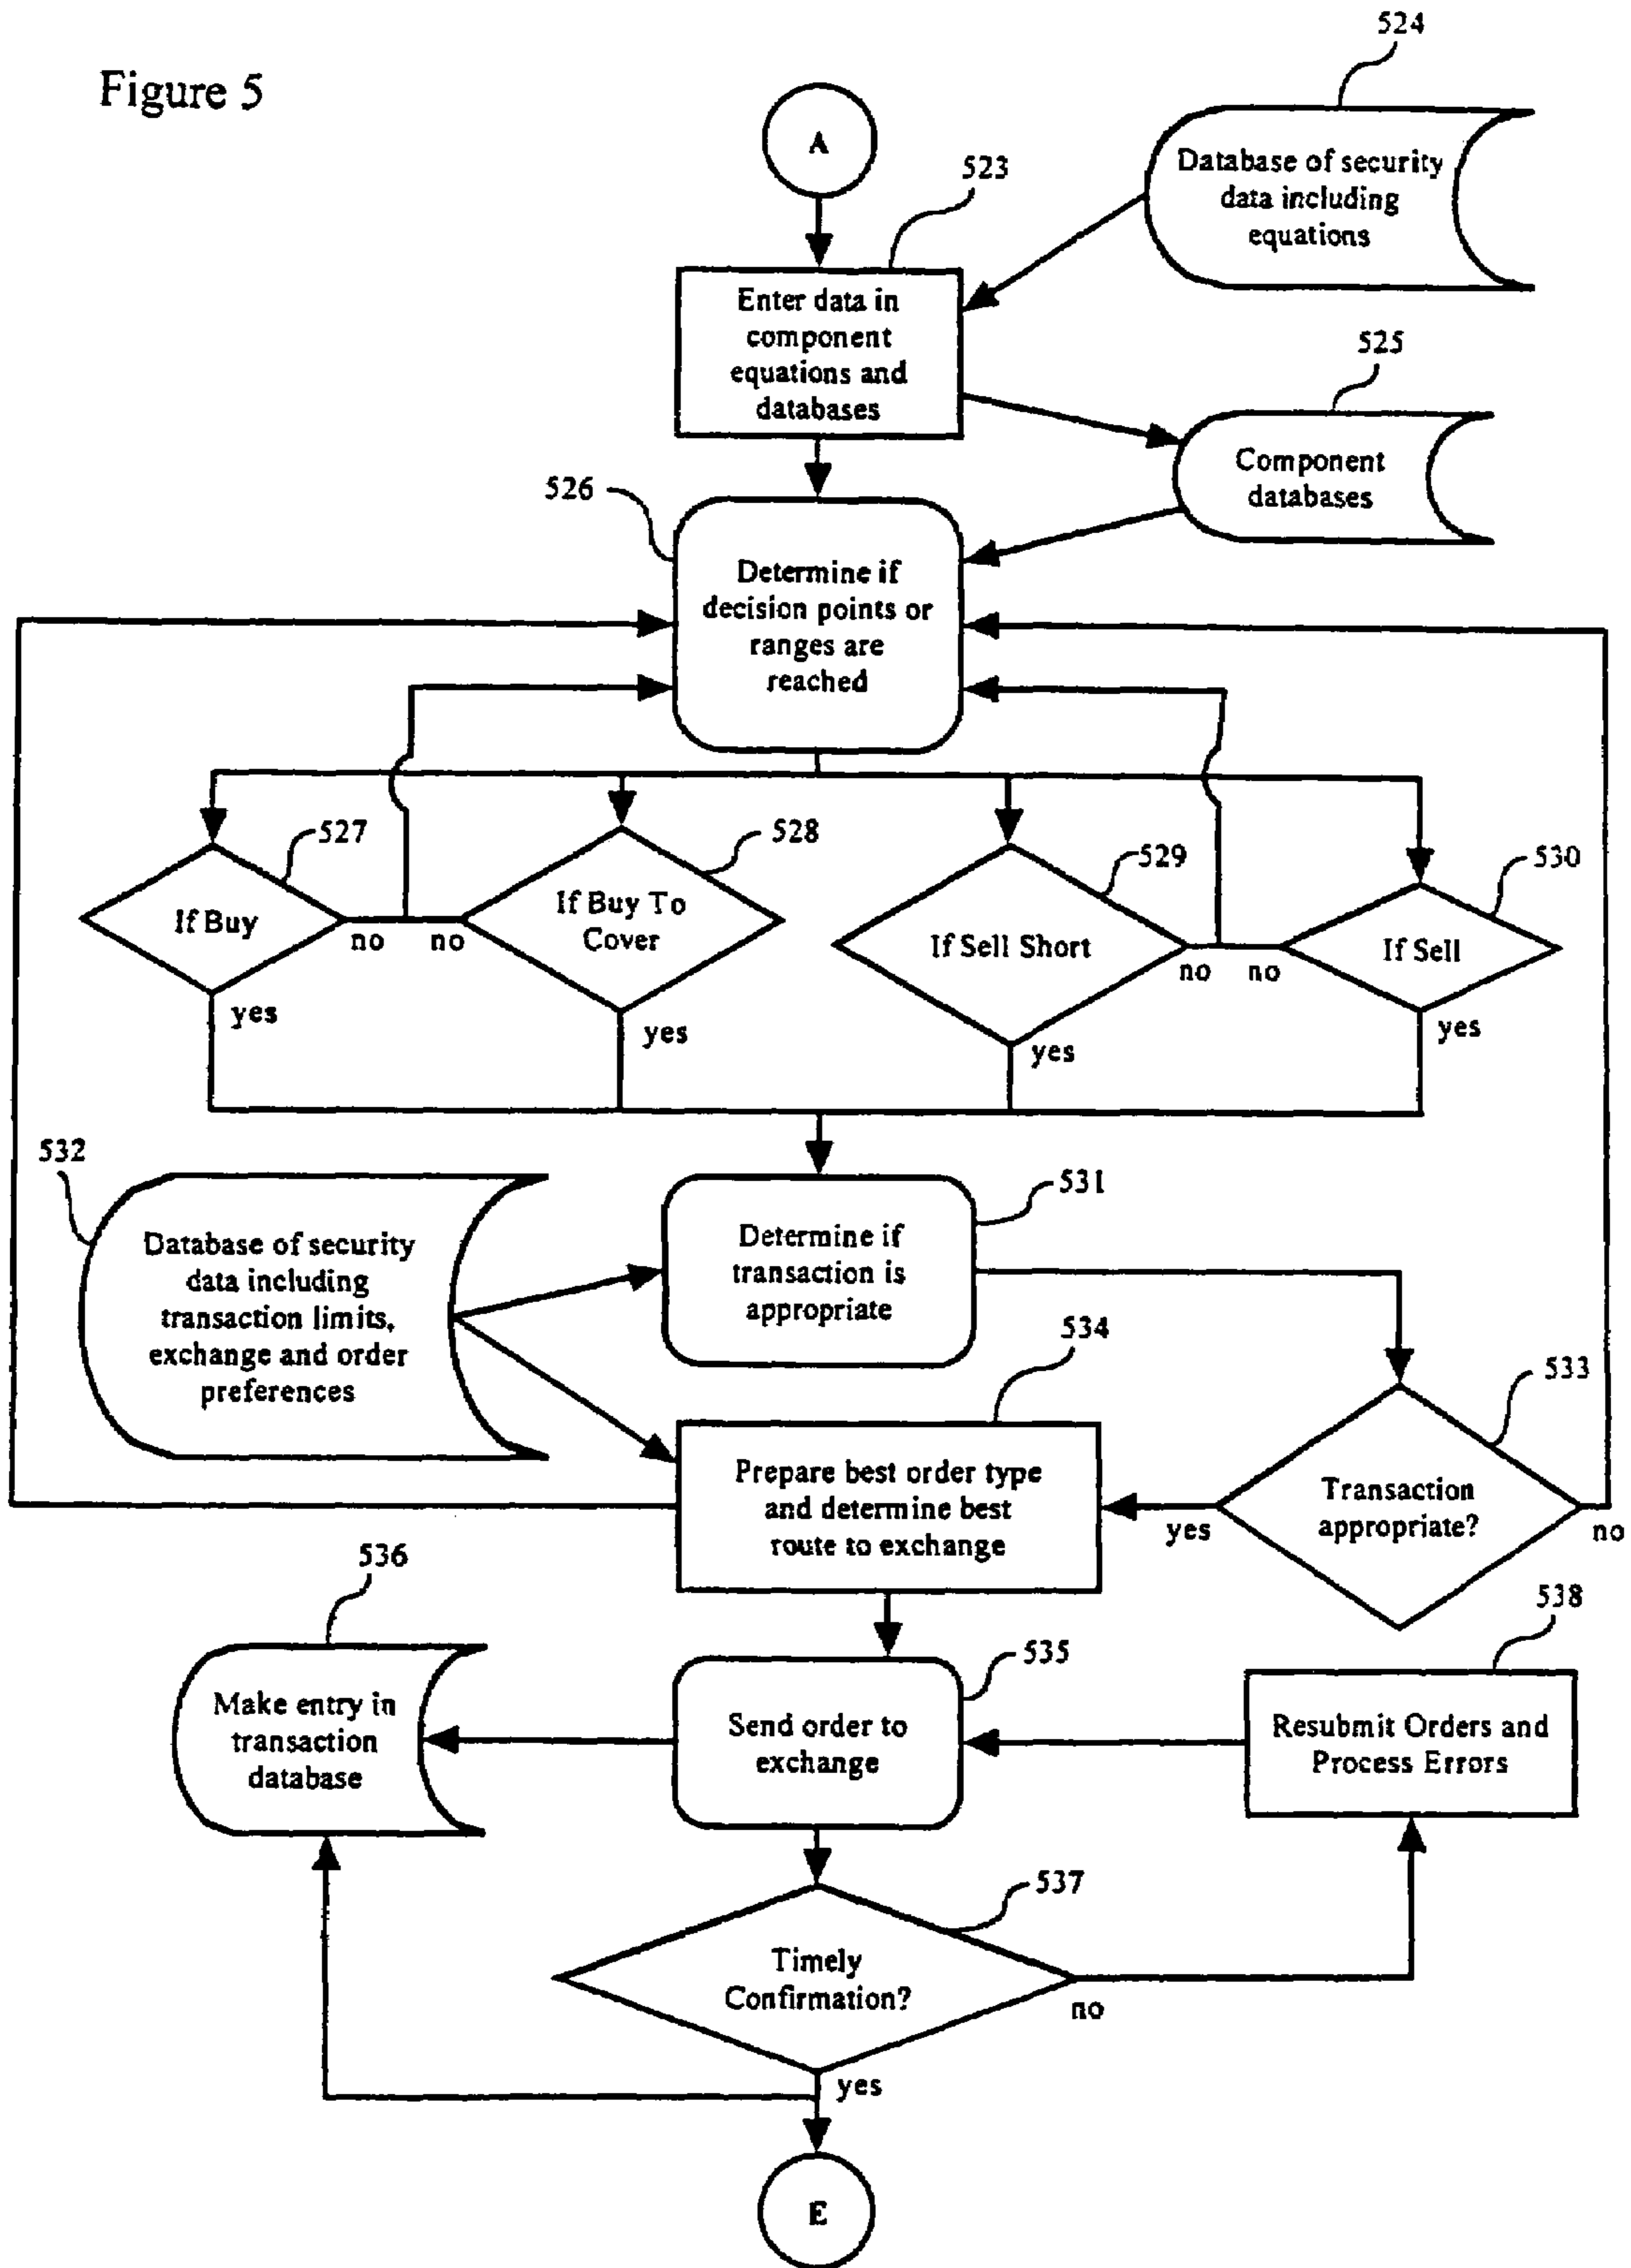 Figure 5
524
A
523
Database of security
data including
equations
Enter data in
component
equations and
databases
525
Component
databases
526
Determine if
decision points or
ranges are
reached
527
528
529
530
If Buy
no
no
If Buy To
Cover
If Sell Short
no
no
If Sell
yes
yes
yes
yes
532
531
Database of security
data including
transaction limits,
exchange and order
preferences
Determine if
transaction is
appropriate
534
533
Prepare best order type
and determine best
route to exchange
yes
Transaction
appropriate?
no
536
538
535
Make entry in
transaction
database
Send order to
exchange
Resubmit Orders and
Process Errors
537
Timely
Confirmation?
no
yes
E